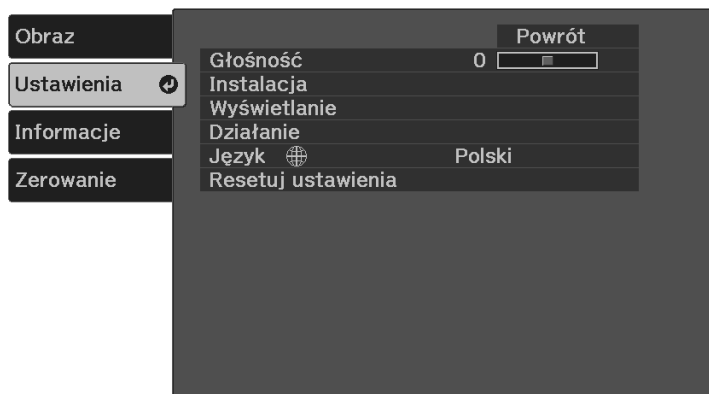 Obraz
Ustawienia
Informacje
Zerowanie
Powrót
Głośność 0
Instalacja
Wyświetlanie
Działanie
Język Polski
Resetuj ustawienia